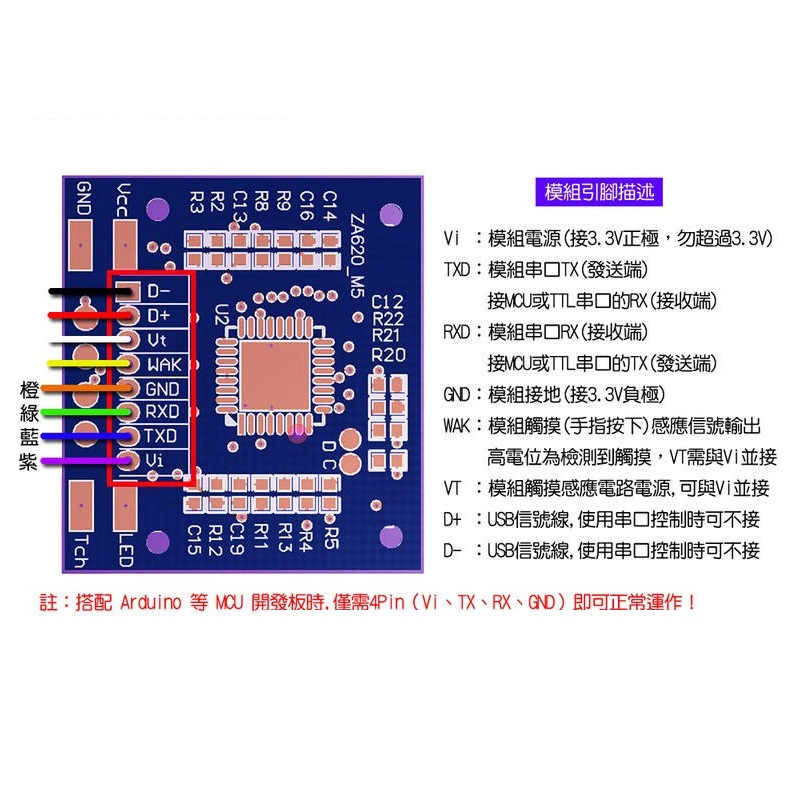 GND
Vcc
R3
R2
C13
R8
R9
C16
C14
ZA620_M5
U2
C12
R22
R21
R20
D-
D+
Vt
WAK
GND
RXD
TXD
Vi
橙
綠
藍
紫
D
C
Tch
LED
C15
R12
C19
R11
R13
R4
R5
模組引腳描述
Vi :模組電源(接3.3V正極,勿超過3.3V)
TXD:模組串口TX(發送端)
接MCU或TTL串口的RX(接收端)
RXD:模組串口RX(接收端)
接MCU或TTL串口的TX(發送端)
GND:模組接地(接3.3V負極)
WAK:模組觸摸(手指按下)感應信號輸出
高電位為檢測到觸摸,VT需與Vi並接
VT :模組觸摸感應電路電源,可與Vi並接
D+ :USB信號線,使用串口控制時可不接
D- :USB信號線,使用串口控制時可不接
註:搭配 Arduino 等 MCU 開發板時,僅需4Pin(Vi、TX、RX、GND)即可正常運作!